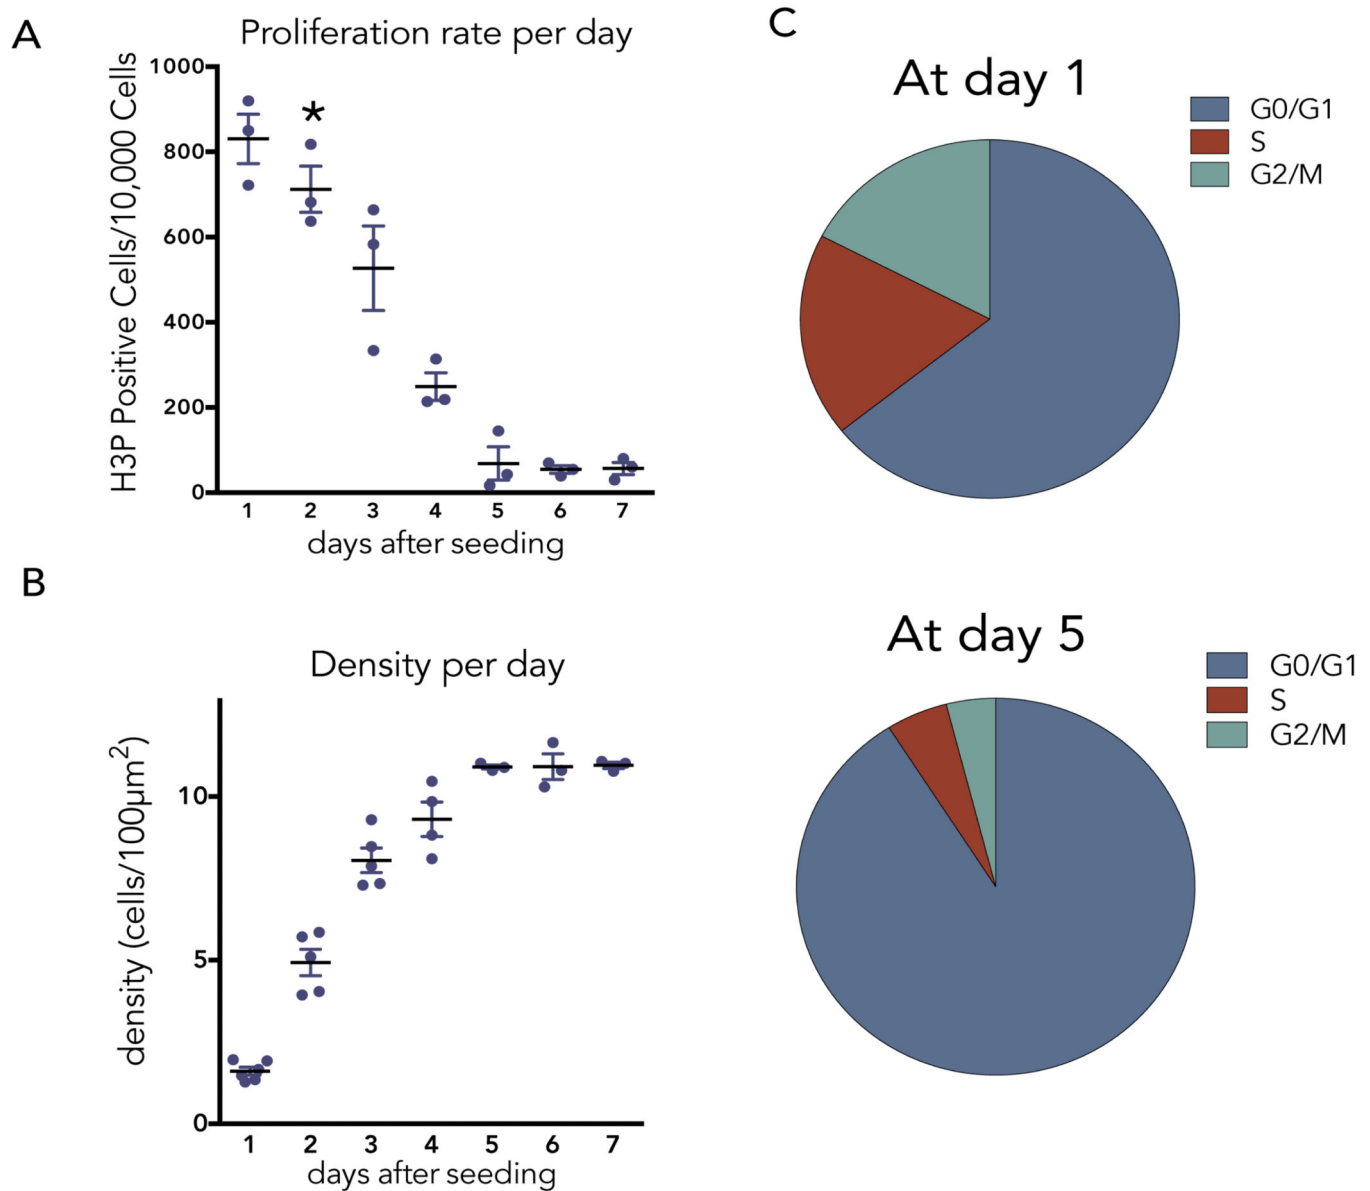 A
Proliferation rate per day
H3P Positive Cells/10,000 Cells
1000
800
600
400
200
0
1 2 3 4 5 6 7
days after seeding
*
B
Density per day
density (cells/100µm²)
10
5
0
1 2 3 4 5 6 7
days after seeding
C
At day 1
G0/G1
S
G2/M
At day 5
G0/G1
S
G2/M